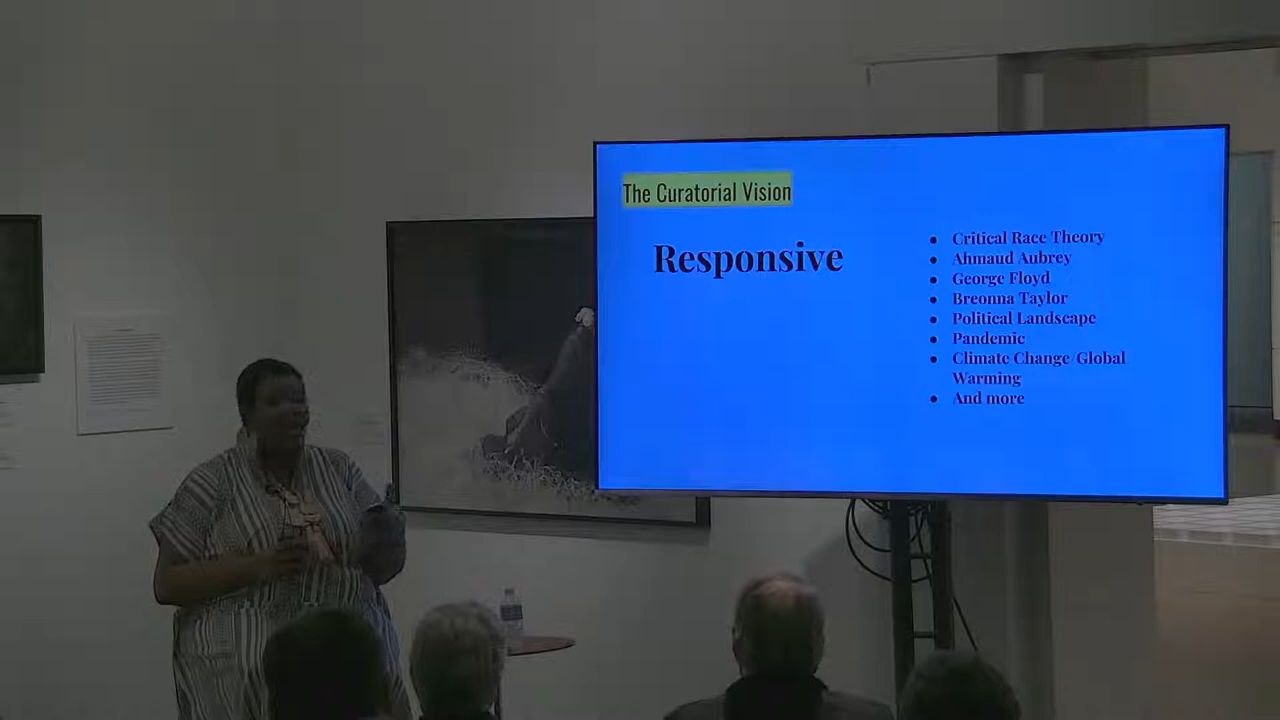 The Curatorial Vision
Responsive
● Critical Race Theory
● Ahmaud Aubrey
● George Floyd
● Breonna Taylor
● Political Landscape
● Pandemic
● Climate Change/Global
Warming
● And more